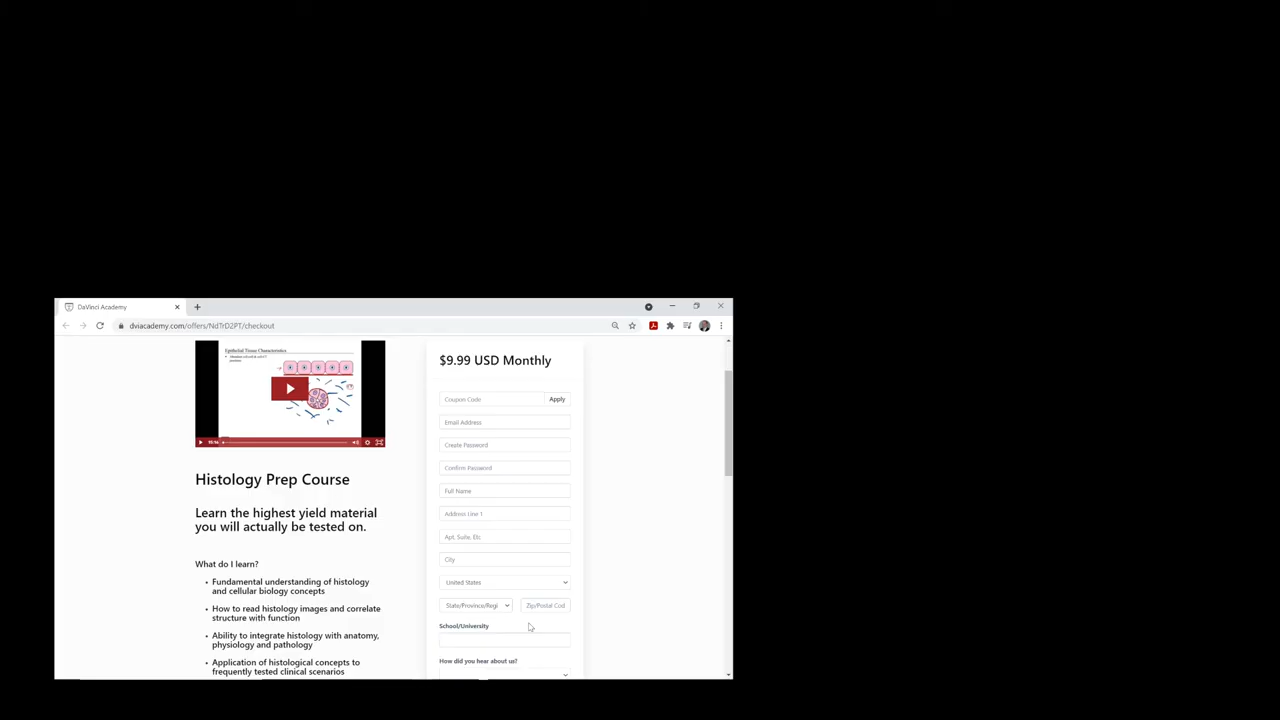 DaVinci Academy
dviacademy.com/offers/NdTrD2PT/checkout
Epithelial Tissue Characteristics
$9.99 USD Monthly
Coupon Code
Apply
Email Address
Create Password
Confirm Password
Full Name
Address Line 1
Apt, Suite, Etc
City
United States
State/Province/Regi
Zip/Postal Cod
School/University
How did you hear about us?
Histology Prep Course
Learn the highest yield material
you will actually be tested on.
What do I learn?
• Fundamental understanding of histology
and cellular biology concepts
• How to read histology images and correlate
structure with function
• Ability to integrate histology with anatomy,
physiology and pathology
• Application of histological concepts to
frequently tested clinical scenarios